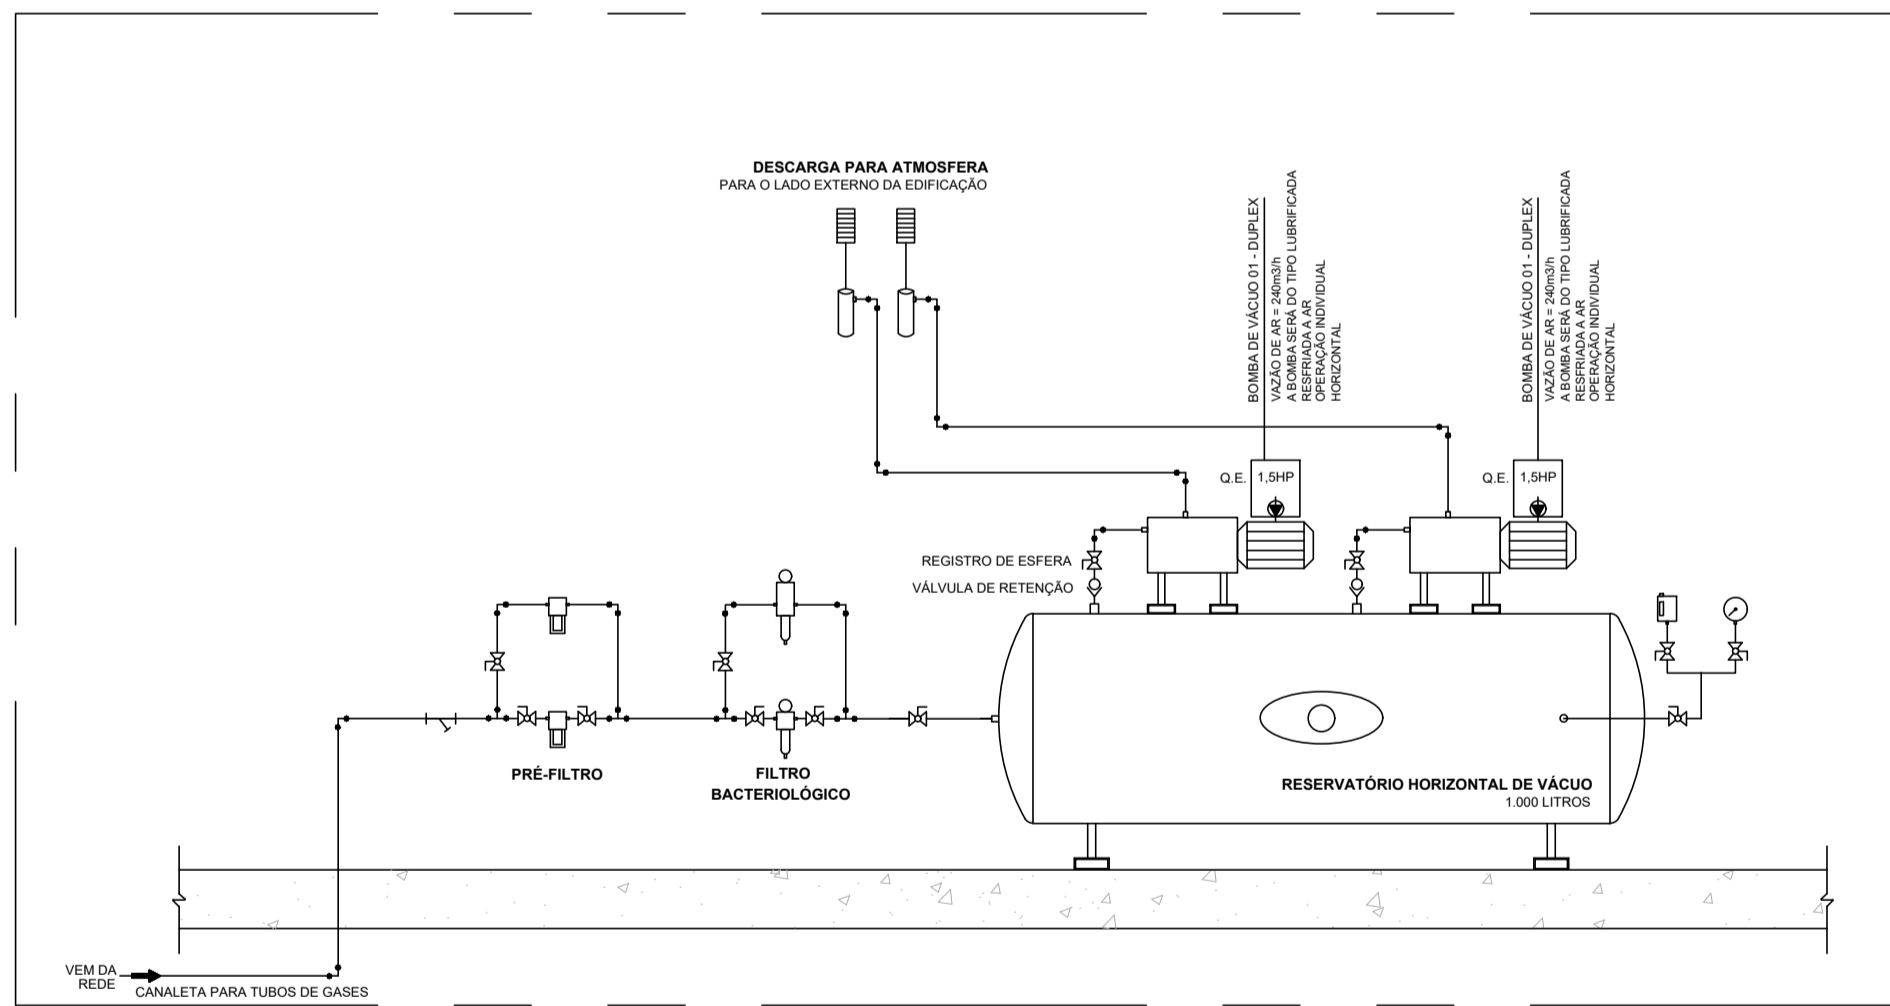 DESCARGA PARA ATMOSFERA
PARA O LADO EXTERNO DA EDIFICAÇÃO
BOMBA DE VÁCUO 01 - DUPLEX
VAZÃO DE AR = 240m3/h
A BOMBA SERÁ DO TIPO LUBRIFICADA
RESFRIADA A AR
OPERAÇÃO INDIVIDUAL
HORIZONTAL
BOMBA DE VÁCUO 01 - DUPLEX
VAZÃO DE AR = 240m3/h
A BOMBA SERÁ DO TIPO LUBRIFICADA
RESFRIADA A AR
OPERAÇÃO INDIVIDUAL
HORIZONTAL
Q.E. 1,5HP
Q.E. 1,5HP
REGISTRO DE ESFERA
VÁLVULA DE RETENÇÃO
PRÉ-FILTRO
FILTRO
BACTERIOLÓGICO
RESERVATÓRIO HORIZONTAL DE VÁCUO
1.000 LITROS
VEM DA
REDE
CANALETA PARA TUBOS DE GASES